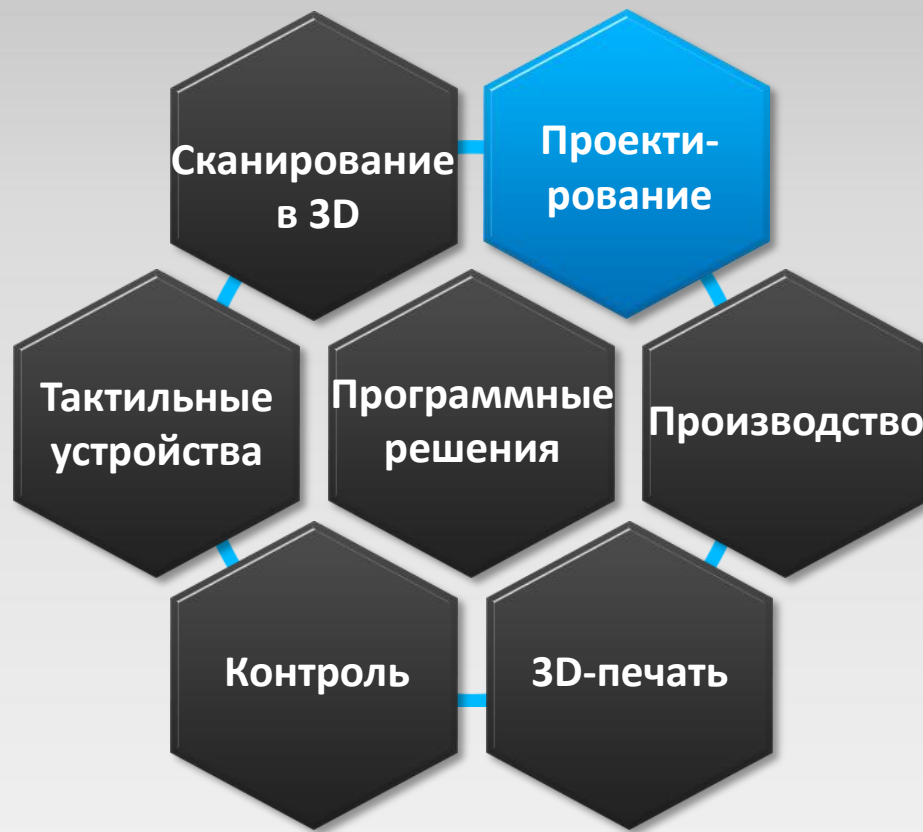 Сканирование
в 3D
Проекти-
рование
Тактильные
устройства
Программные
решения
Производство
Контроль
3D-печать